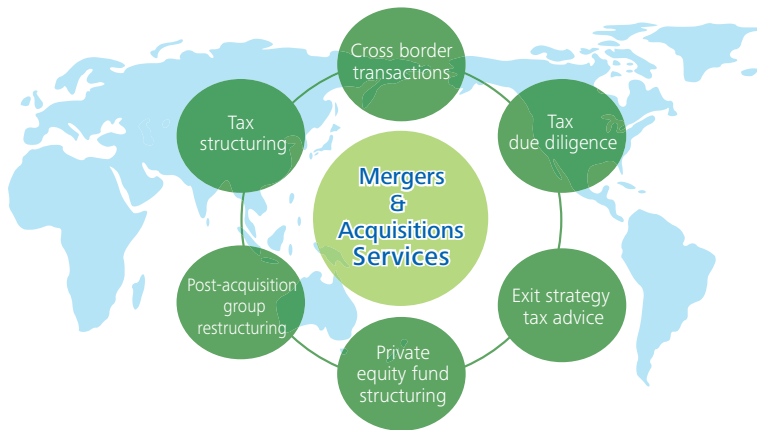 Cross border
transactions
Tax
due diligence
Exit strategy
tax advice
Private
equity fund
structuring
Post-acquisition
group
restructuring
Tax
structuring
Mergers
&
Acquisitions
Services